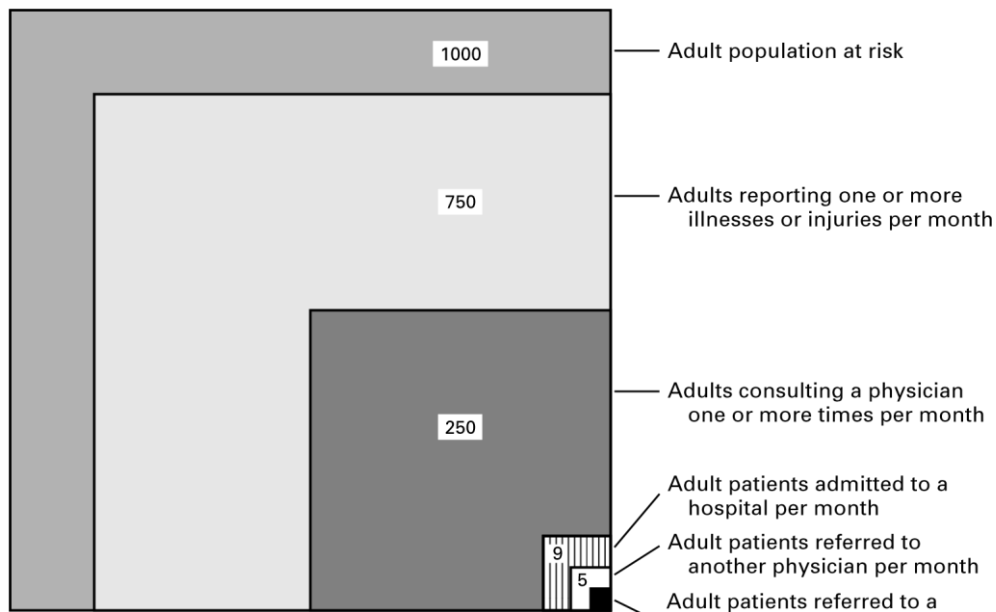 1000
Adult population at risk
750
Adults reporting one or more
illnesses or injuries per month
Adults consulting a physician
one or more times per month
250
Adult patients admitted to a
hospital per month
9
Adult patients referred to
another physician per month
5
Adult patients referred to a